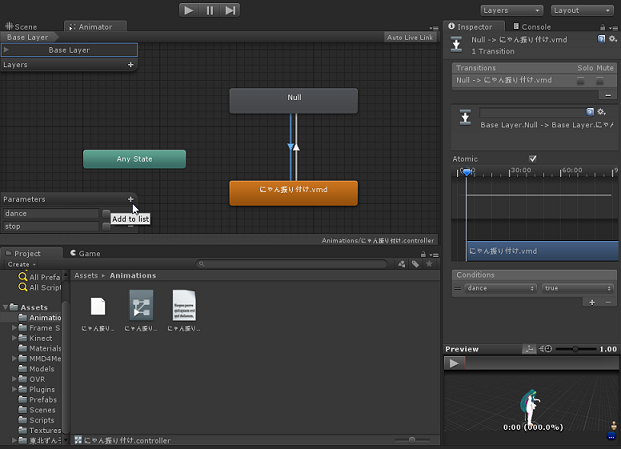 Layers
Layout
Scene
Animator
Base Layer
Auto Live Link
Base Layer
Layers
Null
Any State
にゃん振り付け.vmd
Parameters
dance
stop
Add to list
Animations/にゃん振り付け.controller
Project
Game
Create
All Prefa
All Script
Assets
Animation
Frame S
Kinect
Materials
MMD4Me
Models
OVR
Plugins
Prefabs
Scenes
Scripts
Textures
東北ずん子
Assets ▸ Animations
にゃん振り...
にゃん振り...
にゃん振り...
にゃん振り付け.controller
Inspector
Console
Null -> にゃん振り付け.vmd
1 Transition
Transitions Solo Mute
Null -> にゃん振り付け.vmd
Base Layer.Null -> Base Layer.にゃ
Atomic
0:00 30:00 60:00 9
にゃん振り付け.vmd
Conditions
dance true
Preview 1.00
0:00 (000.0%)